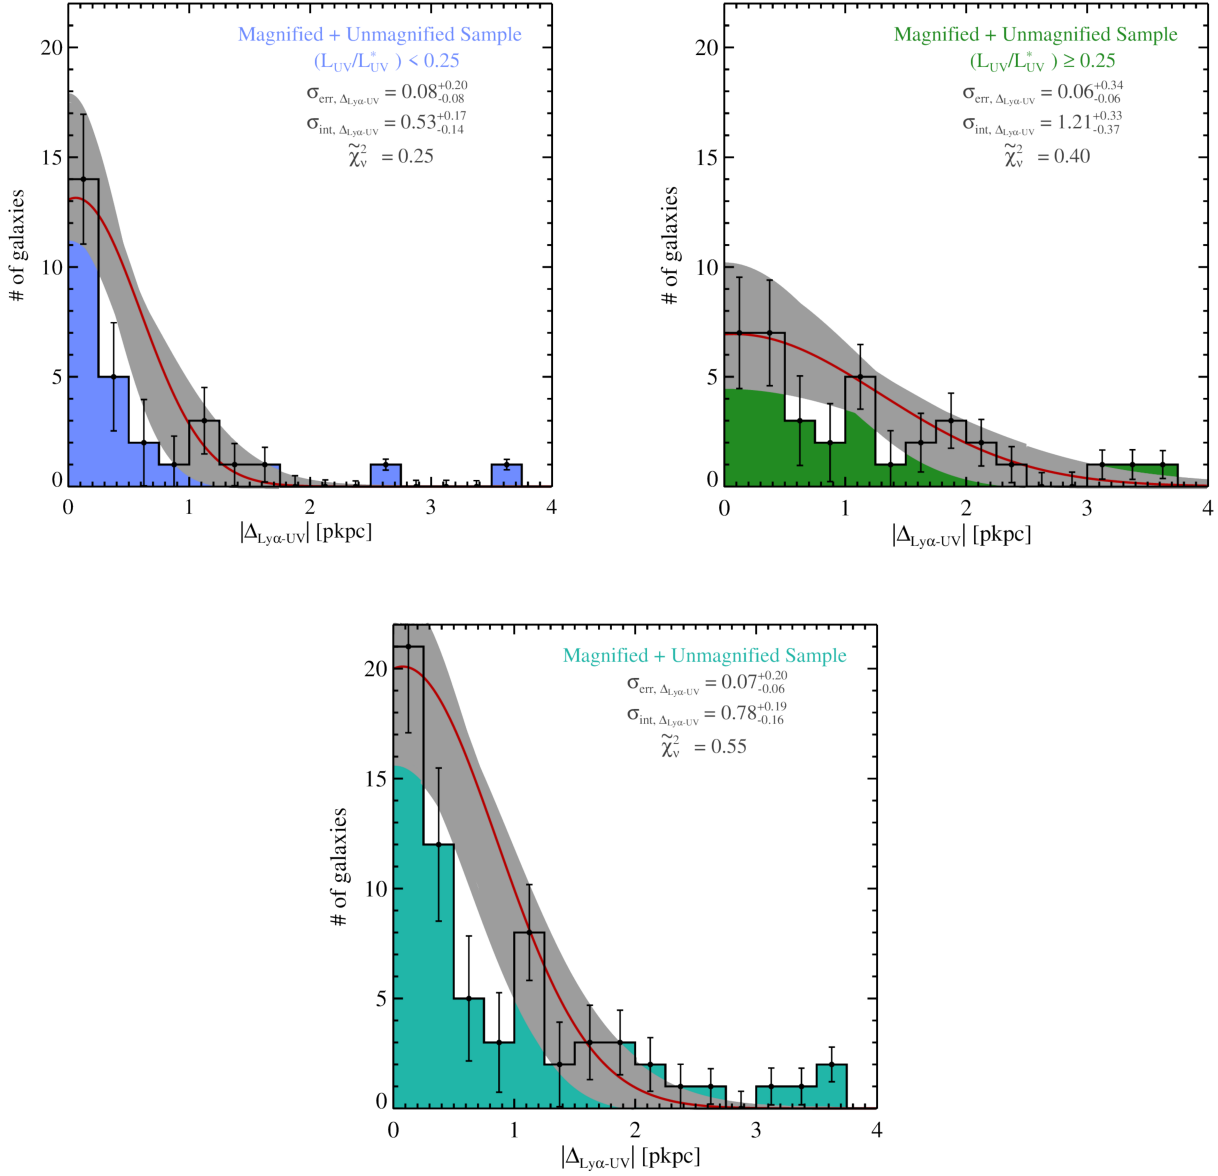 Magnified + Unmagnified Sample
(L_UV/L*_UV ) < 0.25
σ_err, Δ_Lyα-UV = 0.08 +0.20 -0.08
σ_int, Δ_Lyα-UV = 0.53 +0.17 -0.14
χ̃²_ν = 0.25
# of galaxies
20
15
10
5
0
0 1 2 3 4
|Δ_Lyα-UV| [pkpc]
Magnified + Unmagnified Sample
(L_UV/L*_UV ) ≥ 0.25
σ_err, Δ_Lyα-UV = 0.06 +0.34 -0.06
σ_int, Δ_Lyα-UV = 1.21 +0.33 -0.37
χ̃²_ν = 0.40
# of galaxies
20
15
10
5
0
0 1 2 3 4
|Δ_Lyα-UV| [pkpc]
Magnified + Unmagnified Sample
σ_err, Δ_Lyα-UV = 0.07 +0.20 -0.06
σ_int, Δ_Lyα-UV = 0.78 +0.19 -0.16
χ̃²_ν = 0.55
# of galaxies
20
15
10
5
0
0 1 2 3 4
|Δ_Lyα-UV| [pkpc]